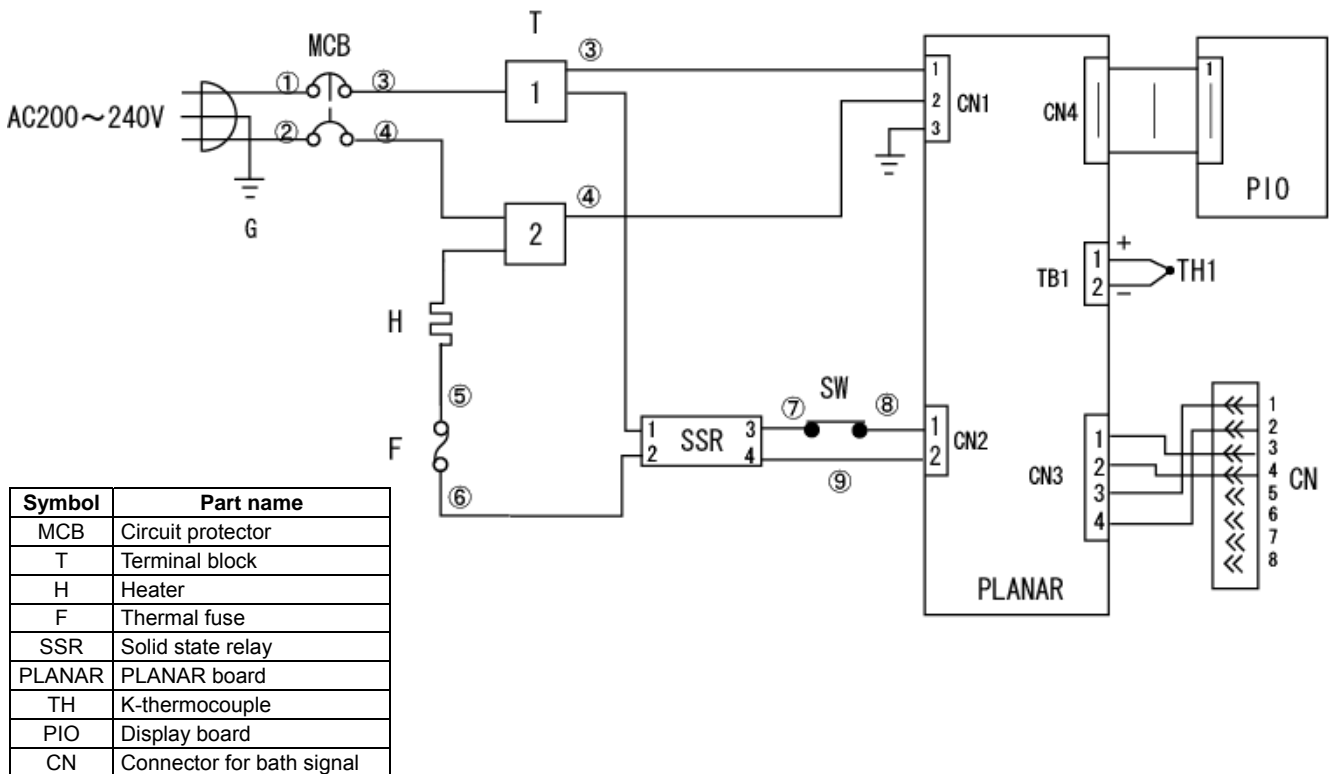 T
MCB
③
① ③
1
1
CN1
2
3
CN4
1
PIO
AC200～240V
② ④
G
④
2
TB1
+
1
2
−
TH1
H
⑤
F
⑥
SW
⑦ ⑧
1
2
SSR
3
4
⑨
1
2
CN2
CN3
1
2
3
4
1
2
3
4
5
6
7
8
CN
PLANAR
Symbol Part name
MCB Circuit protector
T Terminal block
H Heater
F Thermal fuse
SSR Solid state relay
PLANAR PLANAR board
TH K-thermocouple
PIO Display board
CN Connector for bath signal